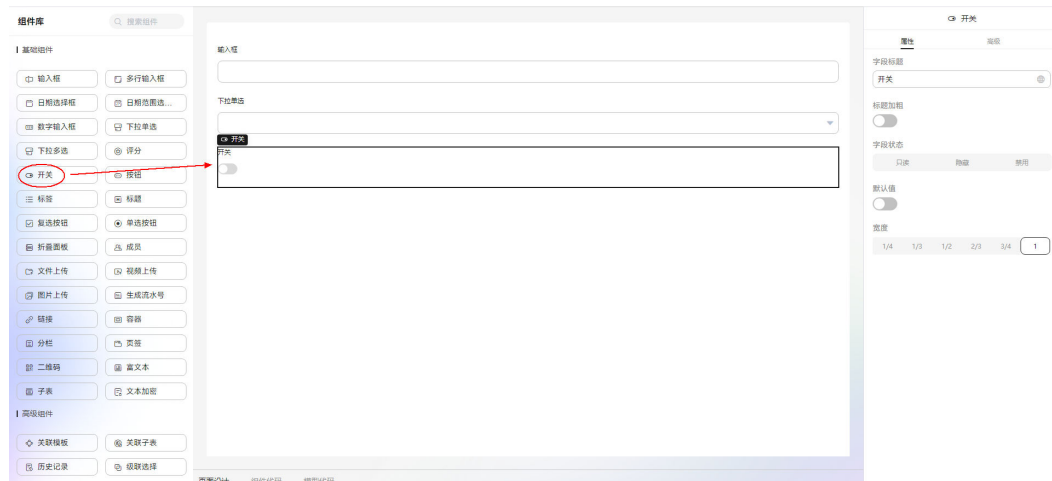 组件库
搜索组件
基础组件
输入框
多行输入框
日期选择框
日期范围选...
数字输入框
下拉单选
下拉多选
评分
开关
按钮
标签
标题
复选按钮
单选按钮
折叠面板
成员
文件上传
视频上传
图片上传
生成流水号
链接
容器
分栏
页签
二维码
富文本
子表
文本加密
高级组件
关联模板
关联子表
历史记录
级联选择
输入框
下拉单选
开关
开关
页面设计
开关
属性
高级
字段标题
开关
标题加粗
字段状态
只读
隐藏
禁用
默认值
宽度
1/4
1/3
1/2
2/3
3/4
1